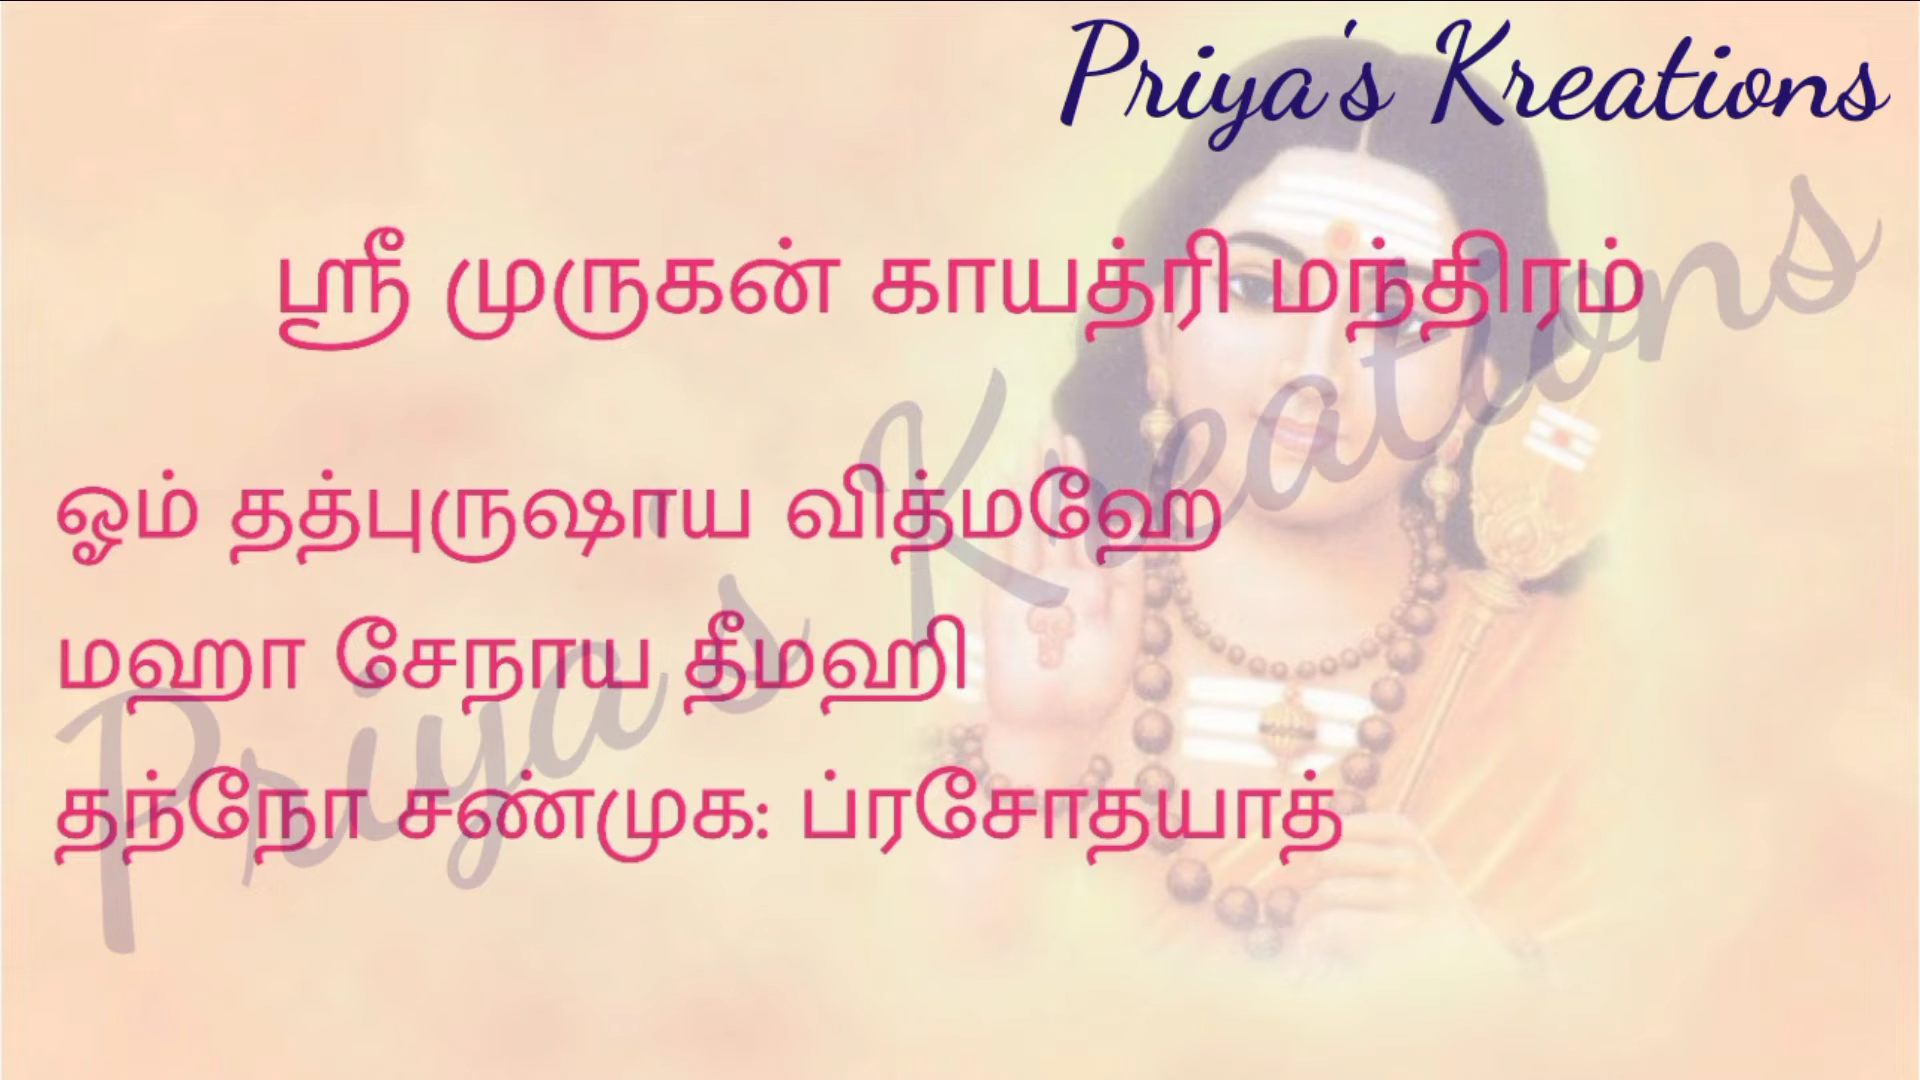 Priya's Kreations
ஸ்ரீ முருகன் காயத்ரி மந்திரம்
ஓம் தத்புருஷாய வித்மஹே
மஹா சேநாய தீமஹி
தந்நோ சண்முக: ப்ரசோதயாத்
Priya's Kreations